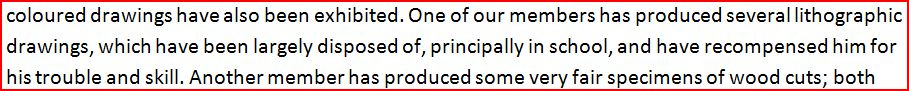 coloured drawings have also been exhibited. One of our members has produced several lithographic
drawings, which have been largely disposed of, principally in school, and have recompensed him for
his trouble and skill. Another member has produced some very fair specimens of wood cuts; both